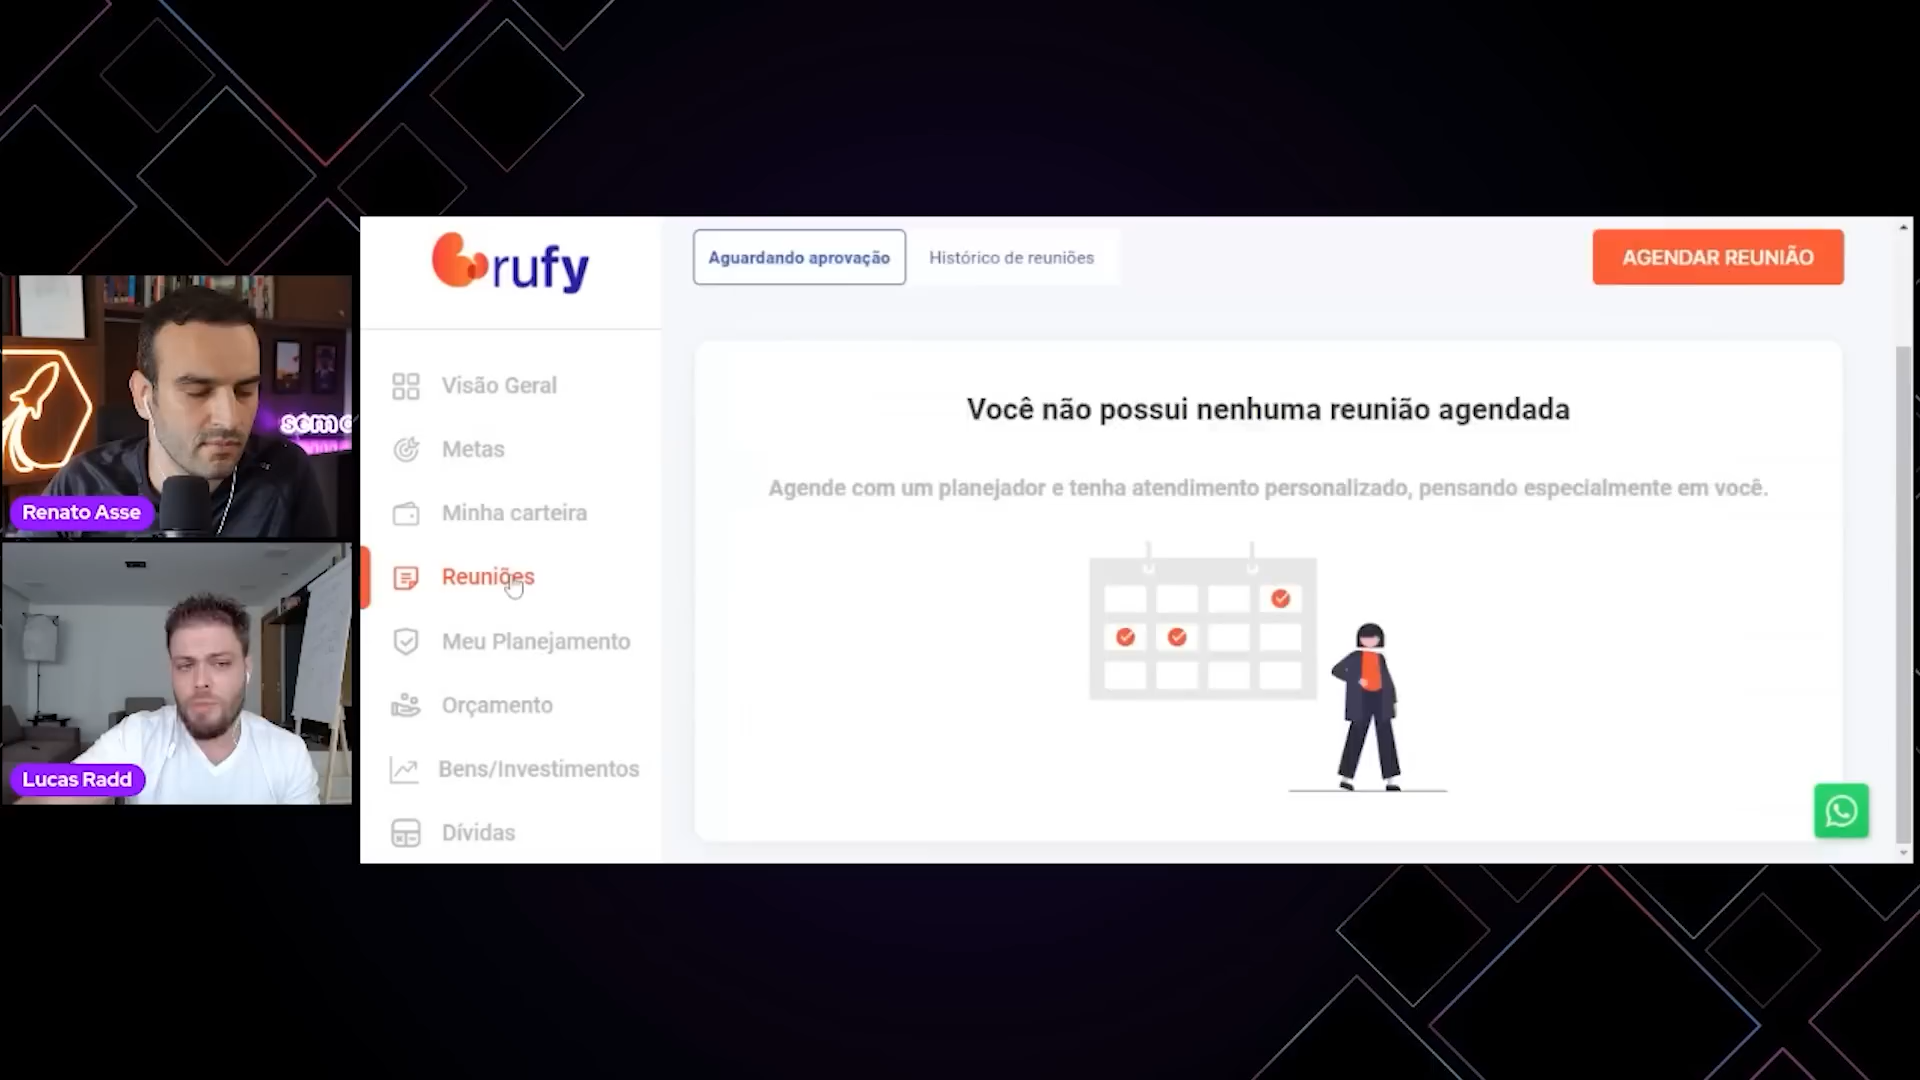 rufy
Aguardando aprovação
Histórico de reuniões
AGENDAR REUNIÃO
Visão Geral
Metas
Minha carteira
Reuniões
Meu Planejamento
Orçamento
Bens/Investimentos
Dívidas
Você não possui nenhuma reunião agendada
Agende com um planejador e tenha atendimento personalizado, pensando especialmente em você.
Renato Asse
Lucas Radd